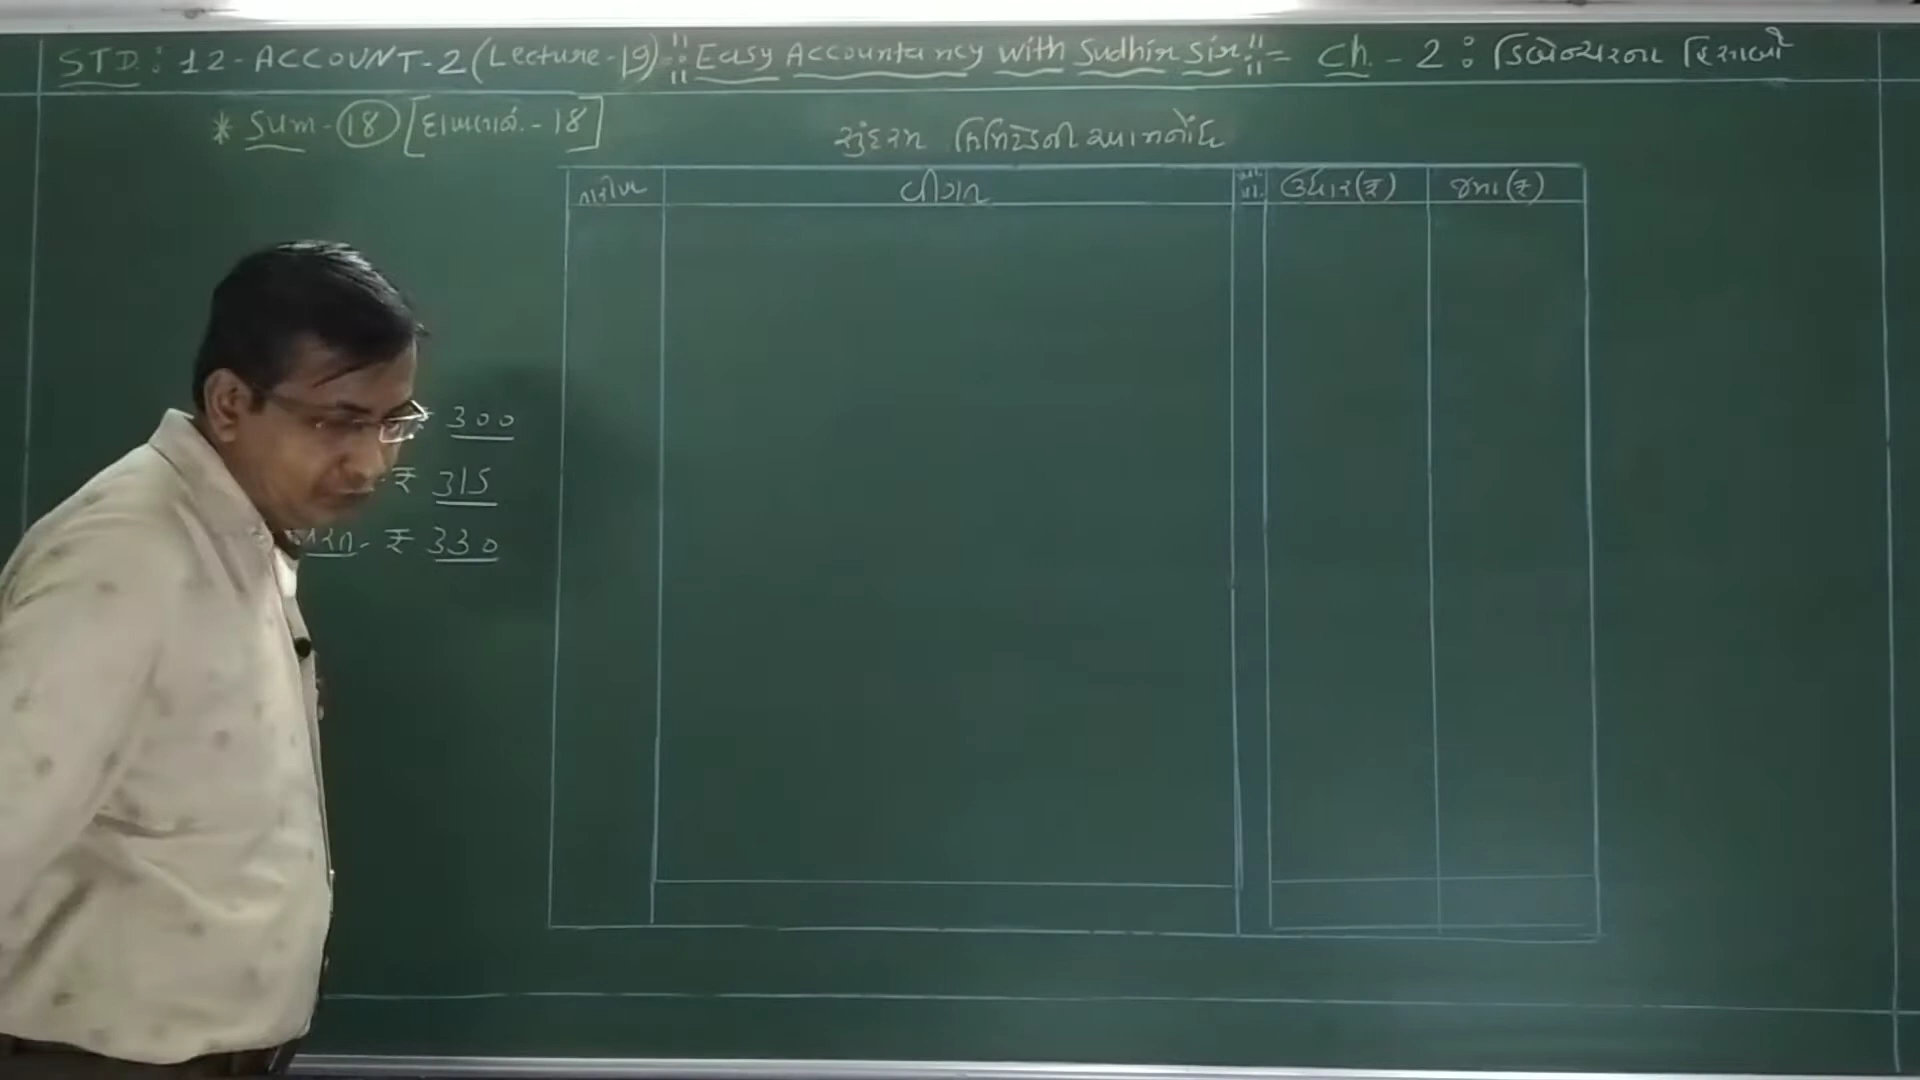 STD : 12 - ACCOUNT - 2 (Lecture - 19) :: "Easy Accountancy with Sudhir Sir" :- Ch. - 2 : ડિબેન્ચરના હિસાબો
* Sum - 18 [દાખલા નં. - 18]
સુંદરમ લિમિટેડની આમનોંધ
તારીખ વિગત ઉધાર(₹) જમા(₹)
300
₹ 315
- ₹ 330